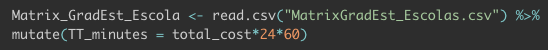 Matrix_GradEst_Escola <- read.csv("MatrixGradEst_Escolas.csv") %>%
mutate(TT_minutes = total_cost*24*60)